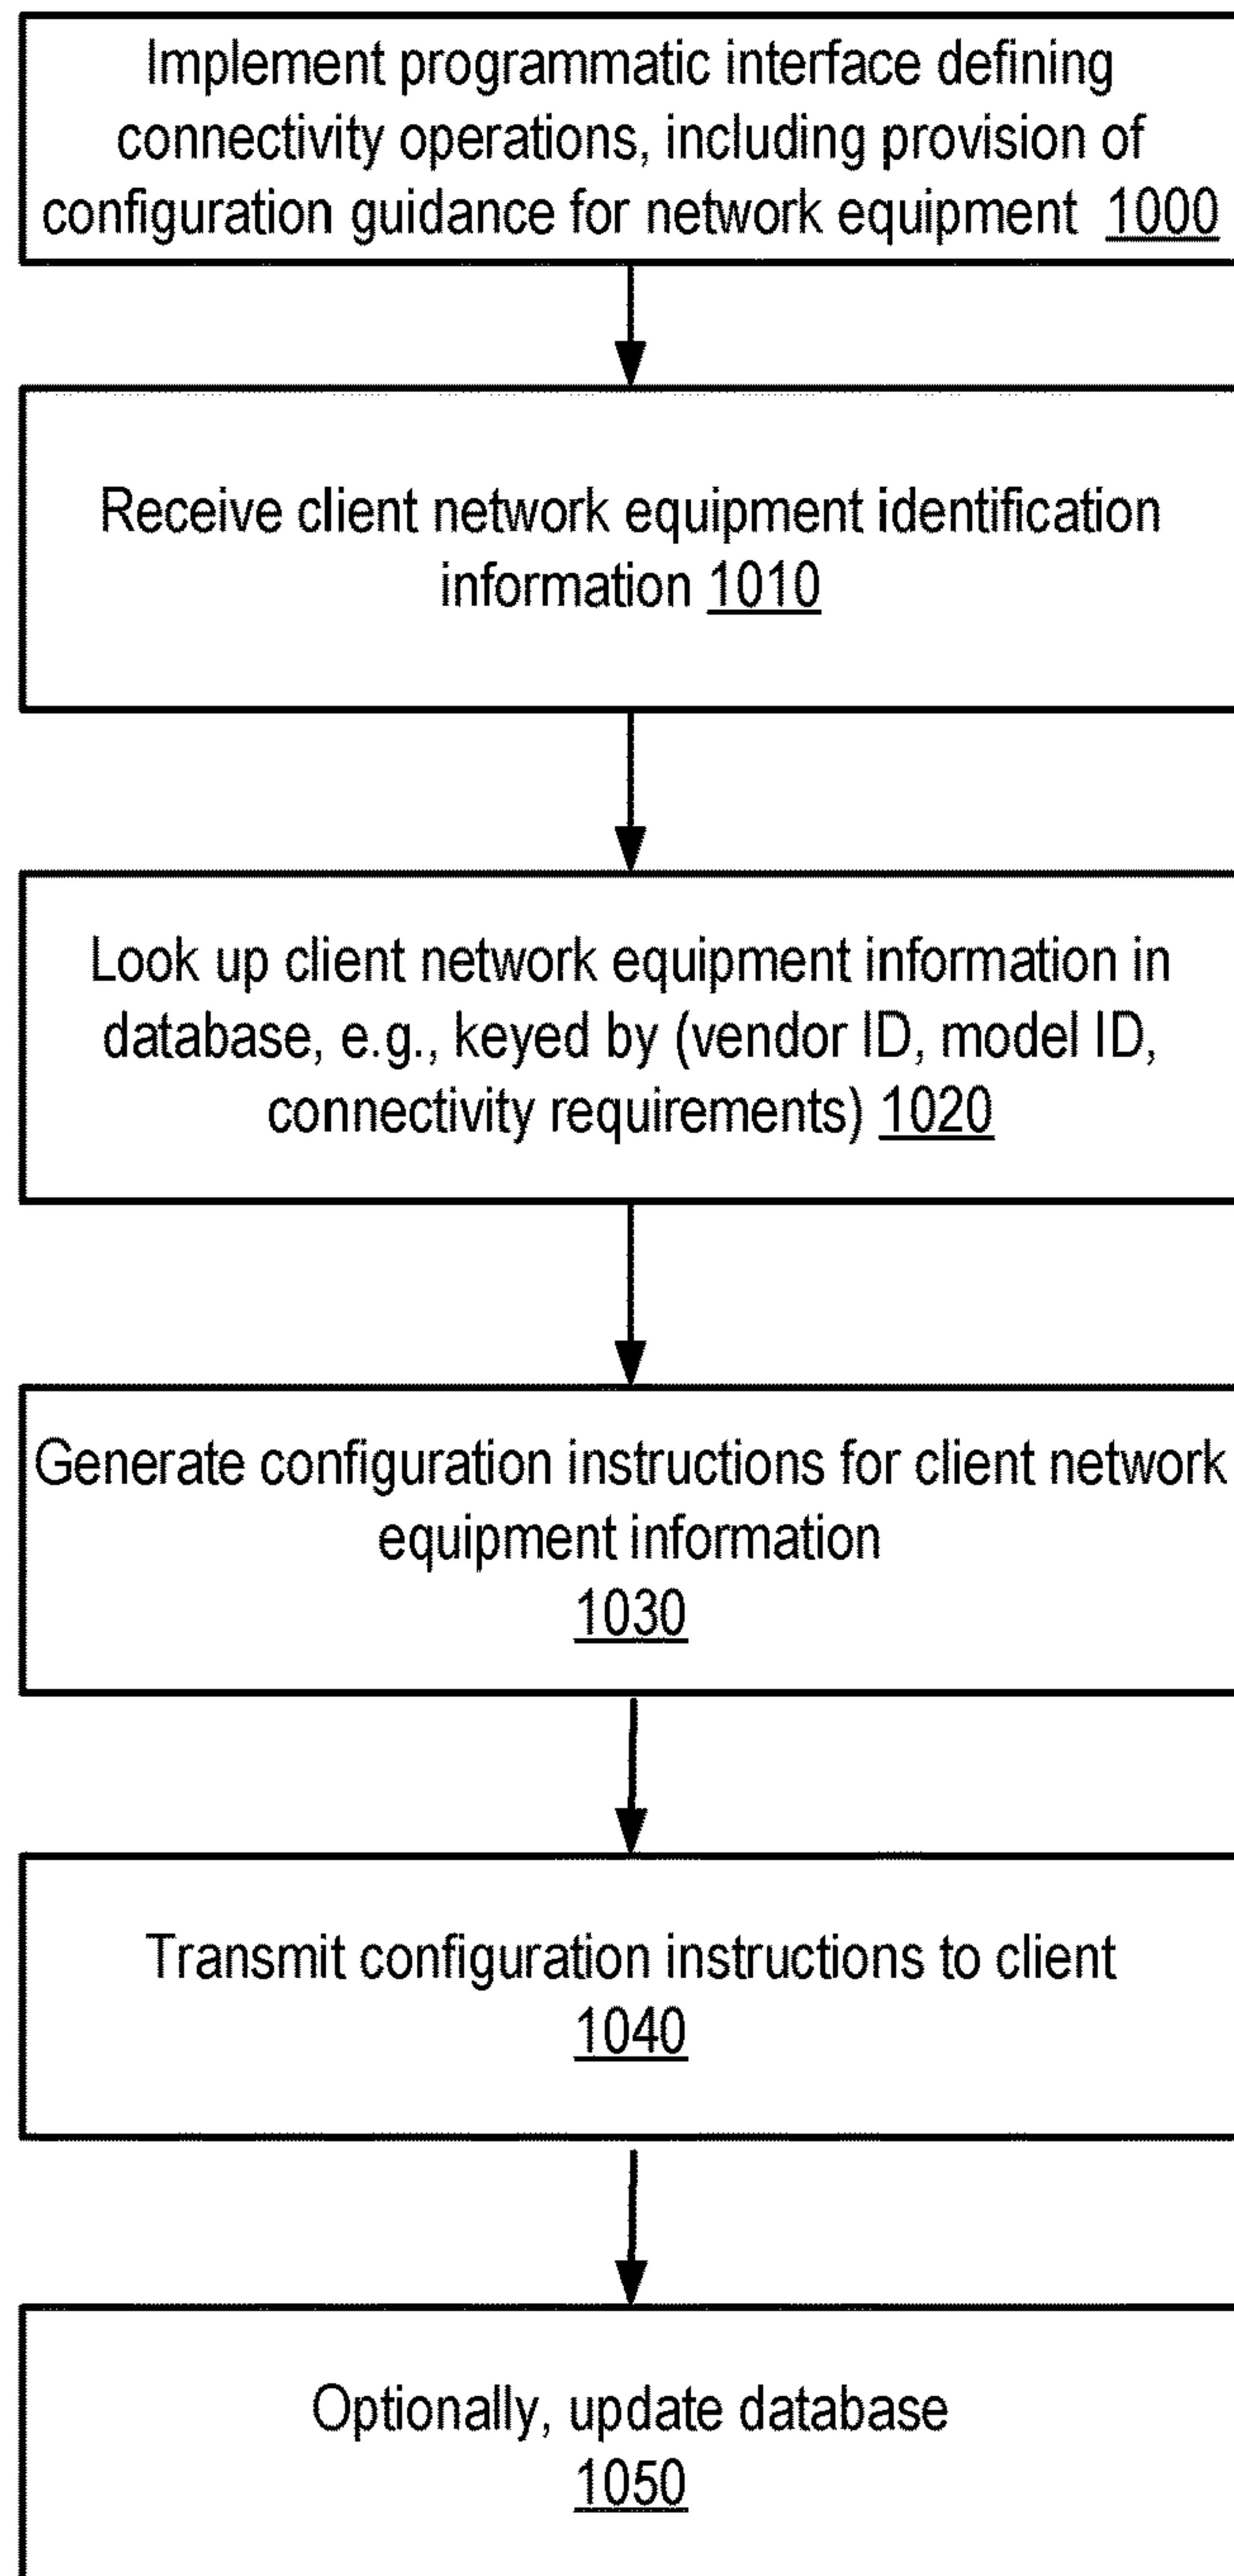 Implement programmatic interface defining
connectivity operations, including provision of
configuration guidance for network equipment 1000
Receive client network equipment identification
information 1010
Look up client network equipment information in
database, e.g., keyed by (vendor ID, model ID,
connectivity requirements) 1020
Generate configuration instructions for client network
equipment information
1030
Transmit configuration instructions to client
1040
Optionally, update database
1050